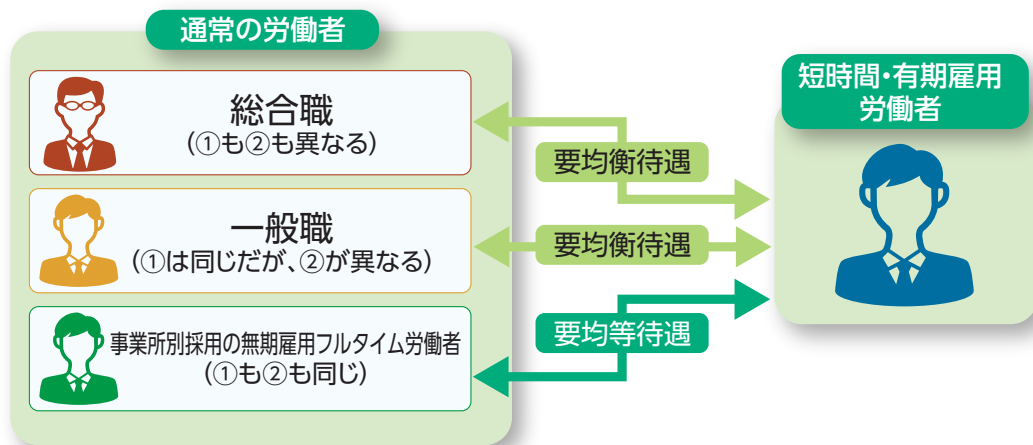 通常の労働者
総合職
(①も②も異なる)
一般職
(①は同じだが、②が異なる)
事業所別採用の無期雇用フルタイム労働者
(①も②も同じ)
要均衡待遇
要均衡待遇
要均等待遇
短時間・有期雇用
労働者